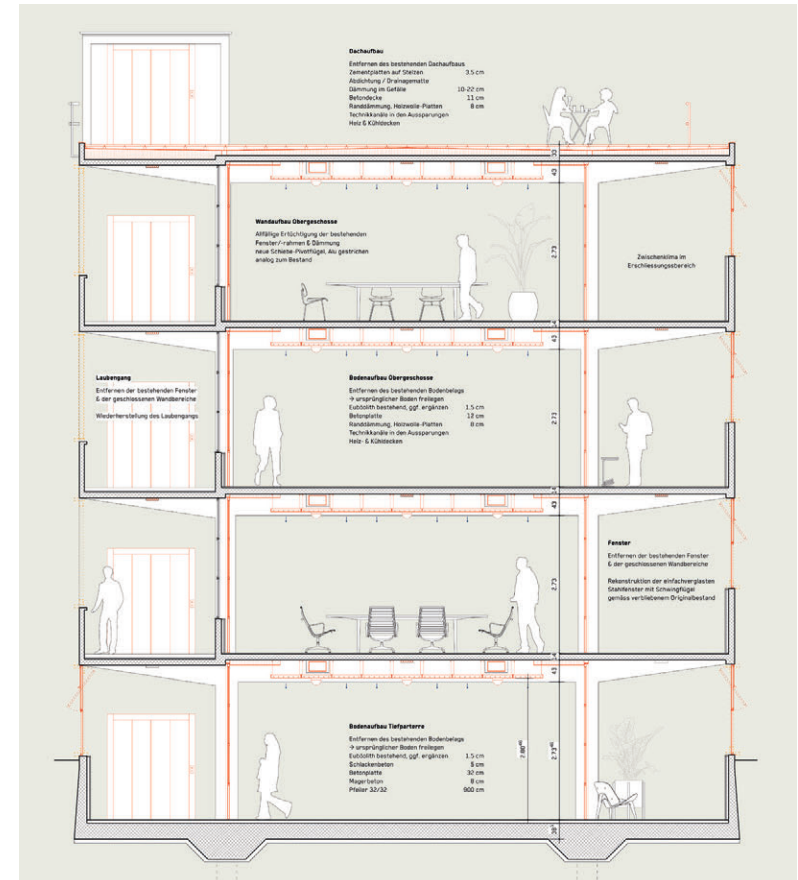 Dachaufbau
Entfernen des bestehenden Dachaufbaus
Zementplatten auf Stelzen 3,5 cm
Abdichtung / Drainagematte
Dämmung im Gefälle 10-22 cm
Betondecke 11 cm
Randdämmung, Holzwolle-Platten 8 cm
Technikkanäle in den Aussparungen
Heiz & Kühldecken
43
Wandaufbau Obergeschosse
Allfällige Ertüchtigung der bestehenden
Fenster/-rahmen & Dämmung
neue Schiebe-Pivotflügel, Alu gestrichen
analog zum Bestand
2.73
Zwischenklima im
Erschliessungsbereich
14
43
Laubengang
Entfernen der bestehenden Fenster
& der geschlossenen Wandbereiche
Wiederherstellung des Laubengangs
Bodenaufbau Obergeschosse
Entfernen des bestehenden Bodenbelags
→ ursprünglicher Boden freilegen
Euböolith bestehend, ggf. ergänzen 1,5 cm
Betonplatte 12 cm
Randdämmung, Holzwolle-Platten 8 cm
Technikkanäle in den Aussparungen
Heiz- & Kühldecken
2.73
14
43
2.73
Fenster
Entfernen der bestehenden Fenster
& der geschlossenen Wandbereiche
Rekonstruktion der einfachverglasten
Stahlfenster mit Schwingflügel
gemäss verbliebenem Originalbestand
14
43
Bodenaufbau Tiefparterre
Entfernen des bestehenden Bodenbelags
→ ursprünglicher Boden freilegen
Euböolith bestehend, ggf. ergänzen 1,5 cm
Schlackenbeton 5 cm
Betonplatte 32 cm
Magerbeton 8 cm
Pfeiler 32/32 600 cm